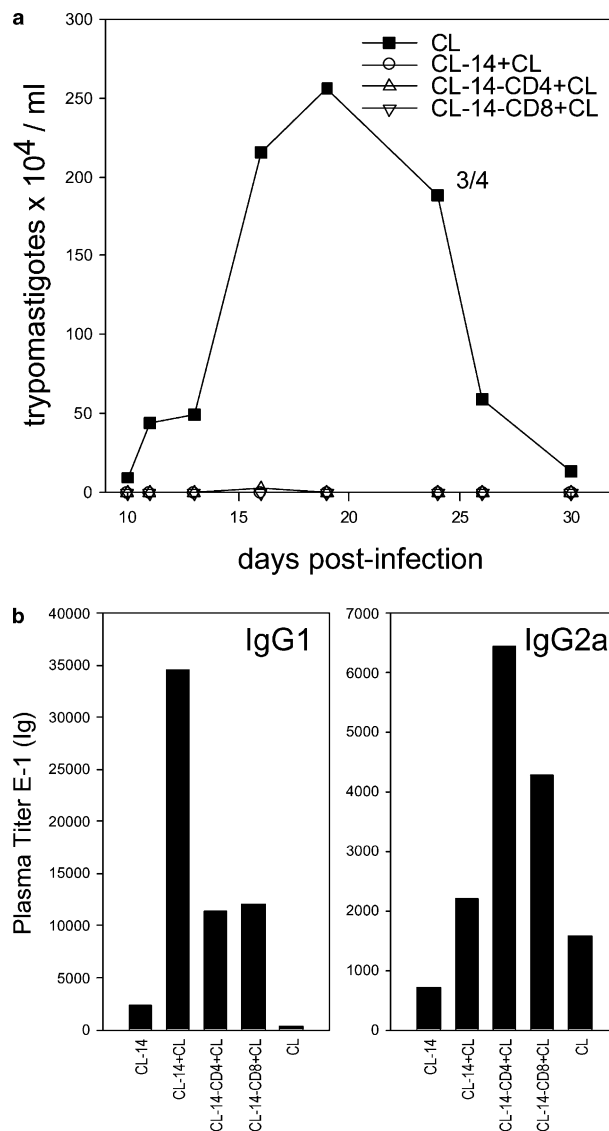 a
300
250
200
150
100
50
0
CL
CL-14+CL
CL-14-CD4+CL
CL-14-CD8+CL
3/4
trypomastigotes x 10⁴ / ml
10 15 20 25 30
days post-infection
b
Plasma Titer E-1 (Ig)
40000
35000
30000
25000
20000
15000
10000
5000
0
IgG1
CL-14
CL-14+CL
CL-14-CD4+CL
CL-14-CD8+CL
CL
7000
6000
5000
4000
3000
2000
1000
0
IgG2a
CL-14
CL-14+CL
CL-14-CD4+CL
CL-14-CD8+CL
CL